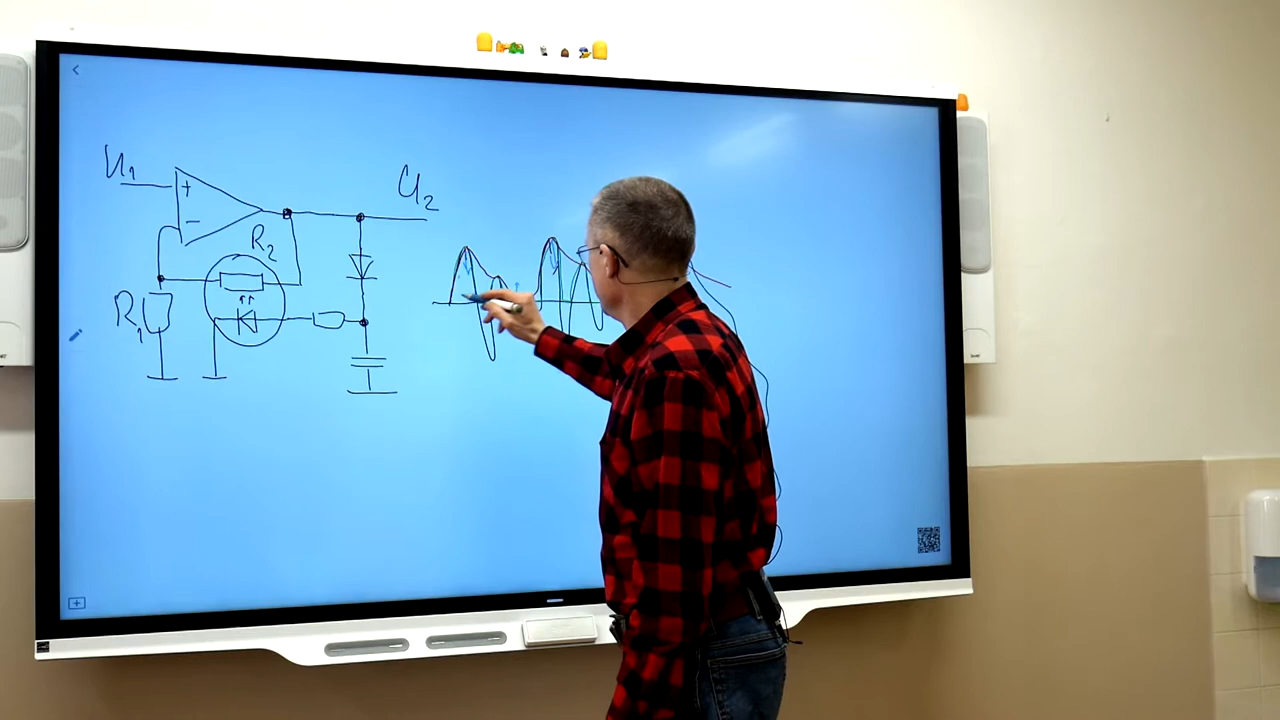 U₁
+
−
U₂
R₂
R₁